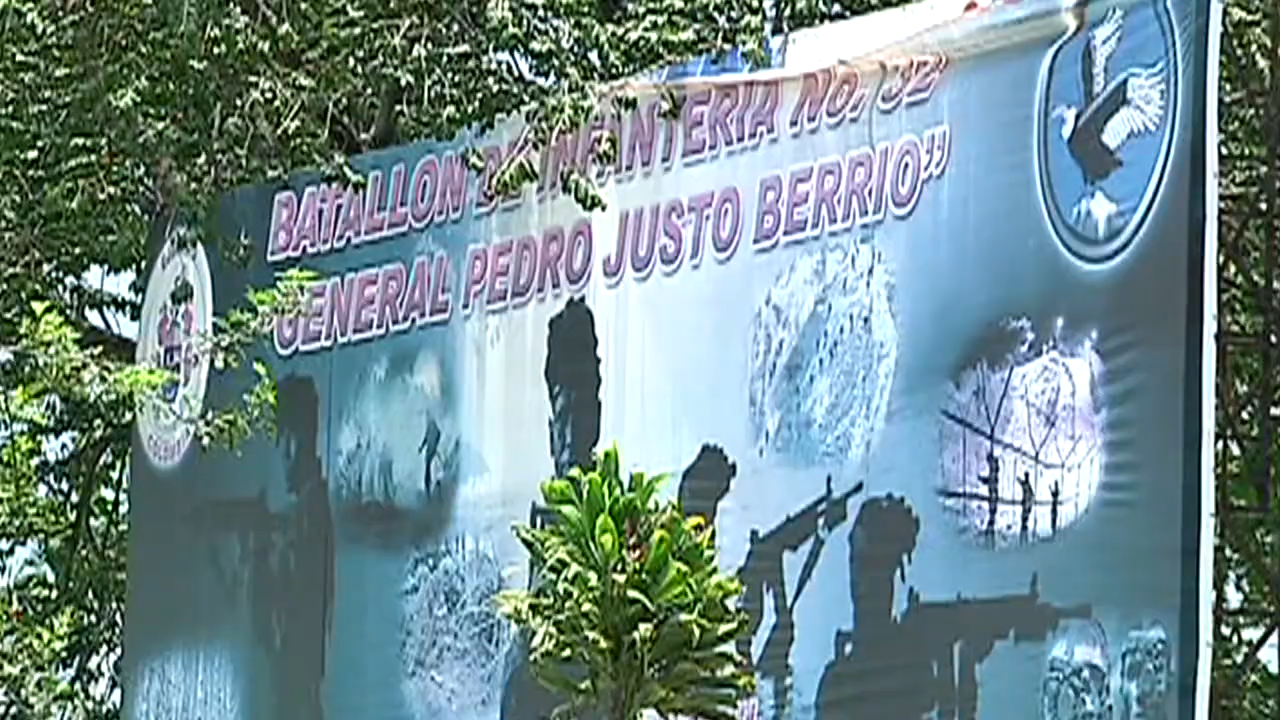 BATALLON DE INFANTERIA No. 32
GENERAL PEDRO JUSTO BERRIO”